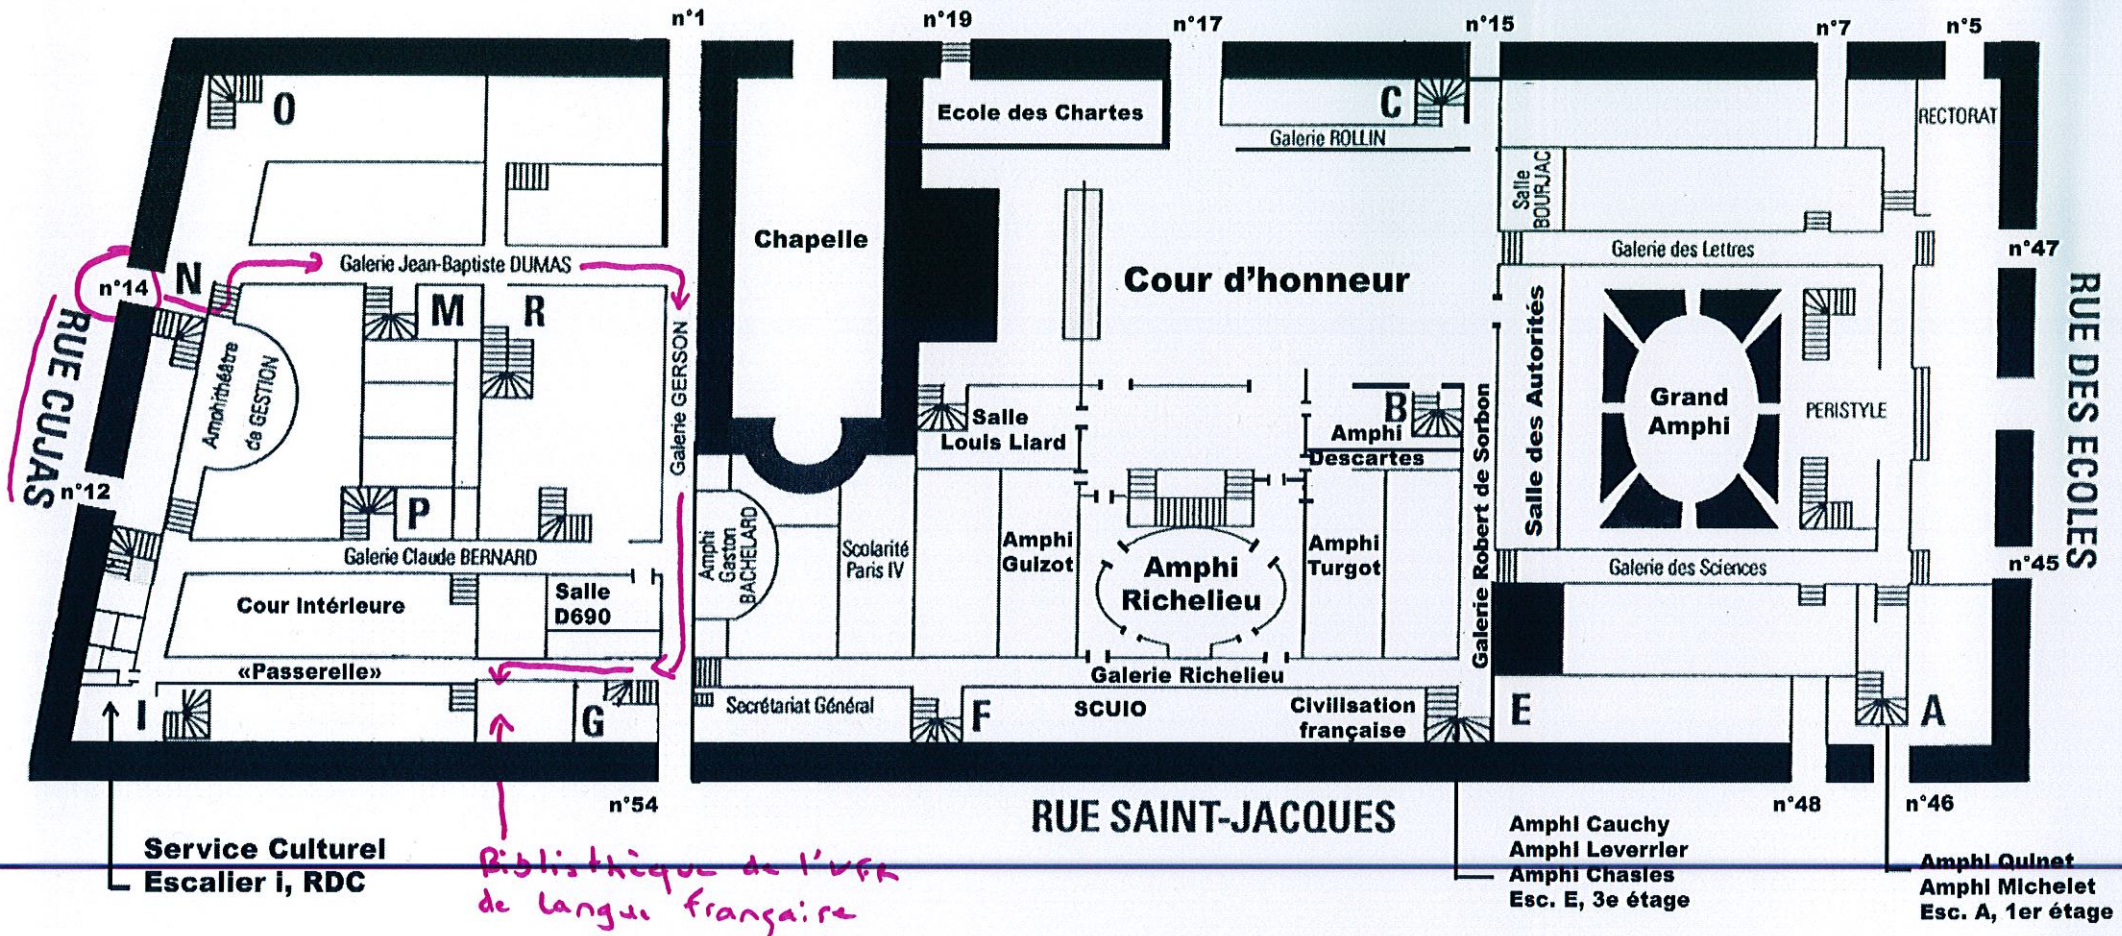 n°1
n°19
n°17
n°15
n°7
n°5
O
Ecole des Chartes
C
Galerie ROLLIN
RECTORAT
Salle
BOURJAC
Chapelle
Cour d'honneur
Galerie des Lettres
n°47
n°14
N
Galerie Jean-Baptiste DUMAS
M
R
RUE CUJAS
Amphithéâtre
de GESTION
Galerie GERSON
Salle
Louis Liard
B
Amphi
Descartes
Galerie Robert de Sorbon
Salle des Autorités
Grand
Amphi
PERISTYLE
RUE DES ECOLES
n°12
P
Galerie Claude BERNARD
Amphi
Gaston
BACHELARD
Scolarité
Paris IV
Amphi
Guizot
Amphi
Richelieu
Amphi
Turgot
Galerie des Sciences
n°45
H
Cour Intérieure
Salle
D690
«Passerelle»
Galerie Richelieu
I
G
Secrétariat Général
F
SCUIO
Civilisation
française
E
A
n°54
RUE SAINT-JACQUES
n°48
n°46
Service Culturel
Escalier i, RDC
Bibliothèque de l'UFR
de langue française
Amphi Cauchy
Amphi Leverrier
Amphi Chasles
Esc. E, 3e étage
Amphi Quinet
Amphi Michelet
Esc. A, 1er étage